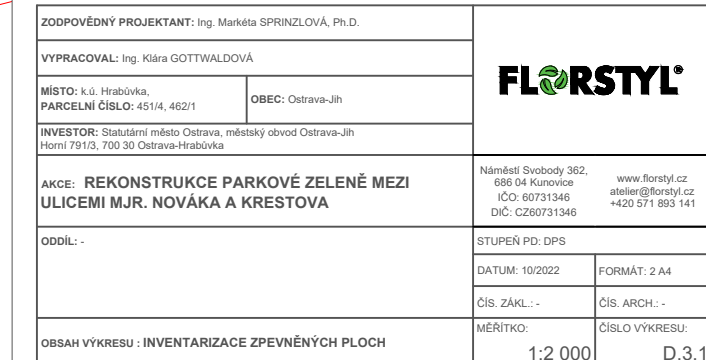 ZODPOVĚDNÝ PROJEKTANT: Ing. Markéta SPRINZLOVÁ, Ph.D.
VYPRACOVAL: Ing. Klára GOTTWALDOVÁ
MÍSTO: k.ú. Hrabůvka,
PARCELNÍ ČÍSLO: 451/4, 462/1
OBEC: Ostrava-Jih
INVESTOR: Statutární město Ostrava, městský obvod Ostrava-Jih
Horní 791/3, 700 30 Ostrava-Hrabůvka
FLORSTYL®
AKCE: REKONSTRUKCE PARKOVÉ ZELENĚ MEZI
ULICEMI MJR. NOVÁKA A KRESTOVA
Náměstí Svobody 362,
686 04 Kunovice
IČO: 60731346
DIČ: CZ60731346
www.florstyl.cz
atelier@florstyl.cz
+420 571 893 141
ODDÍL: -
STUPEŇ PD: DPS
DATUM: 10/2022
FORMÁT: 2 A4
ČÍS. ZÁKL.: -
ČÍS. ARCH.: -
OBSAH VÝKRESU : INVENTARIZACE ZPEVNĚNÝCH PLOCH
MĚŘÍTKO:
1:2 000
ČÍSLO VÝKRESU:
D.3.1